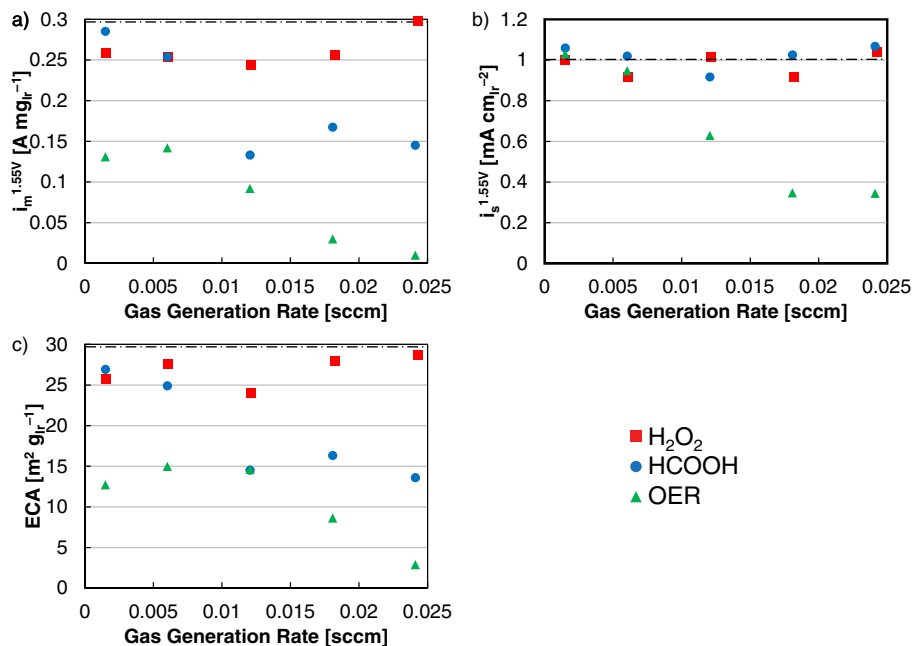 a)
0.3
0.25
0.2
0.15
0.1
0.05
0
i_m^1.55V [A mg_Ir^−1]
0 0.005 0.01 0.015 0.02 0.025
Gas Generation Rate [sccm]
b)
1.2
1
0.8
0.6
0.4
0.2
0
i_s^1.55V [mA cm_Ir^−2]
0 0.005 0.01 0.015 0.02 0.025
Gas Generation Rate [sccm]
c)
30
25
20
15
10
5
0
ECA [m² g_Ir^−1]
0 0.005 0.01 0.015 0.02 0.025
Gas Generation Rate [sccm]
H₂O₂
HCOOH
OER